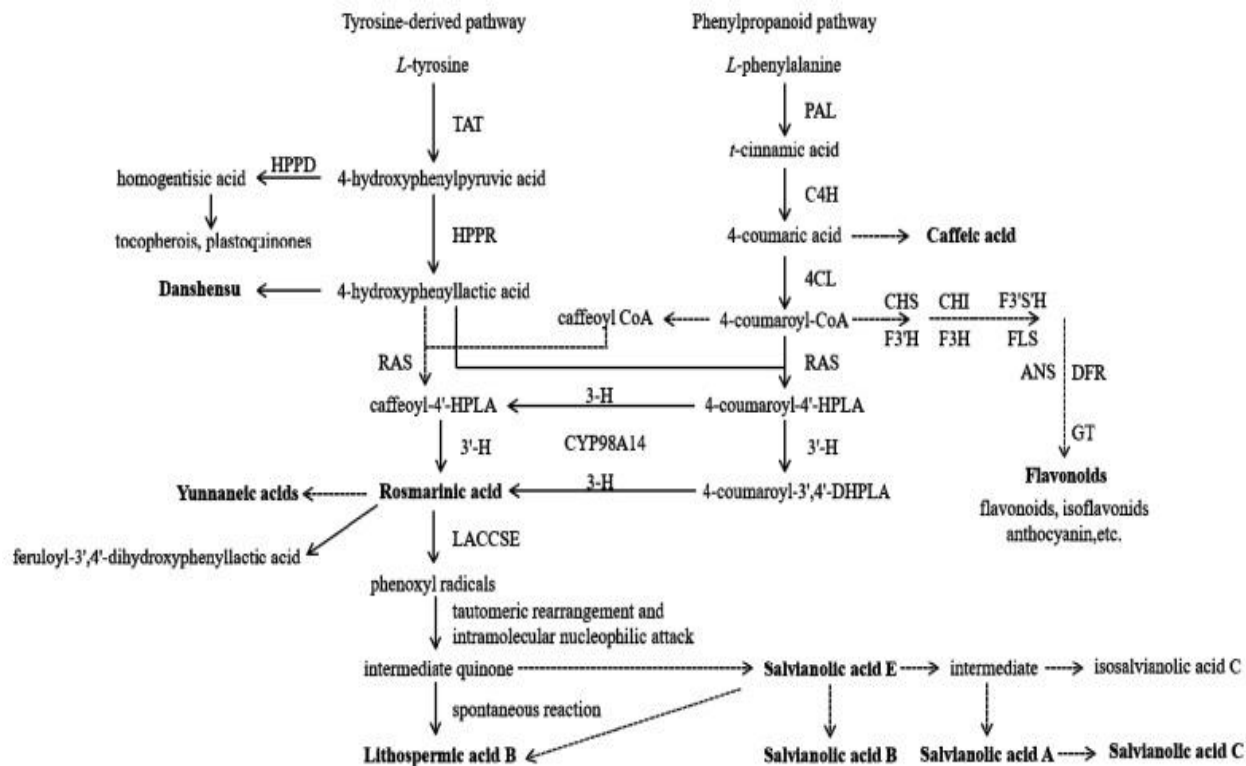 Tyrosine-derived pathway
Phenylpropanoid pathway
L-tyrosine
L-phenylalanine
TAT
PAL
t-cinnamic acid
homogentisic acid
HPPD
4-hydroxyphenylpyruvic acid
C4H
tocopherois, plastoquinones
HPPR
4-coumaric acid
Caffeic acid
4CL
Danshensu
4-hydroxyphenyllactic acid
caffeoyl CoA
4-coumaroyl-CoA
CHS
CHI
F3'S'H
F3'H
F3H
FLS
RAS
RAS
ANS
DFR
caffeoyl-4'-HPLA
3-H
4-coumaroyl-4'-HPLA
3'-H
CYP98A14
3'-H
GT
Yunnaneic acids
Rosmarinic acid
3-H
4-coumaroyl-3',4'-DHPLA
Flavonoids
flavonoids, isoflavonids
anthocyanin,etc.
feruloyl-3',4'-dihydroxyphenyllactic acid
LACCSE
phenoxyl radicals
tautomeric rearrangement and
intramolecular nucleophilic attack
intermediate quinone
Salvianolic acid E
intermediate
isosalvianolic acid C
spontaneous reaction
Lithospermic acid B
Salvianolic acid B
Salvianolic acid A
Salvianolic acid C